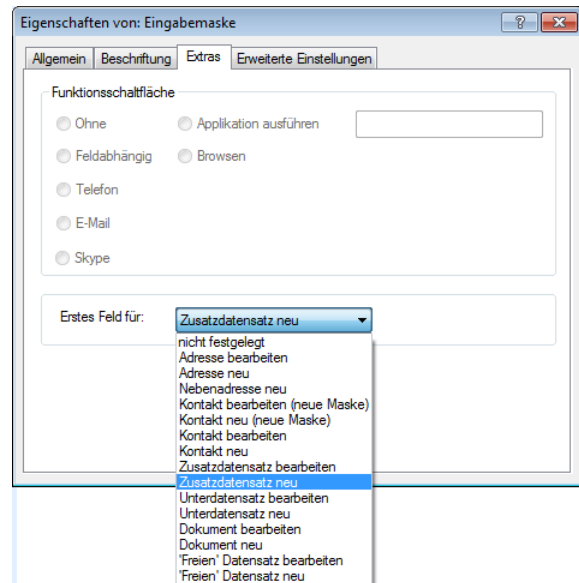 Eigenschaften von: Eingabemaske
Allgemein Beschriftung Extras Erweiterte Einstellungen
Funktionsschaltfläche
Ohne Applikation ausführen
Feldabhängig Browsen
Telefon
E-Mail
Skype
Erstes Feld für: Zusatzdatensatz neu
nicht festgelegt
Adresse bearbeiten
Adresse neu
Nebenadresse neu
Kontakt bearbeiten (neue Maske)
Kontakt neu (neue Maske)
Kontakt bearbeiten
Kontakt neu
Zusatzdatensatz bearbeiten
Zusatzdatensatz neu
Unterdatensatz bearbeiten
Unterdatensatz neu
Dokument bearbeiten
Dokument neu
'Freien' Datensatz bearbeiten
'Freien' Datensatz neu